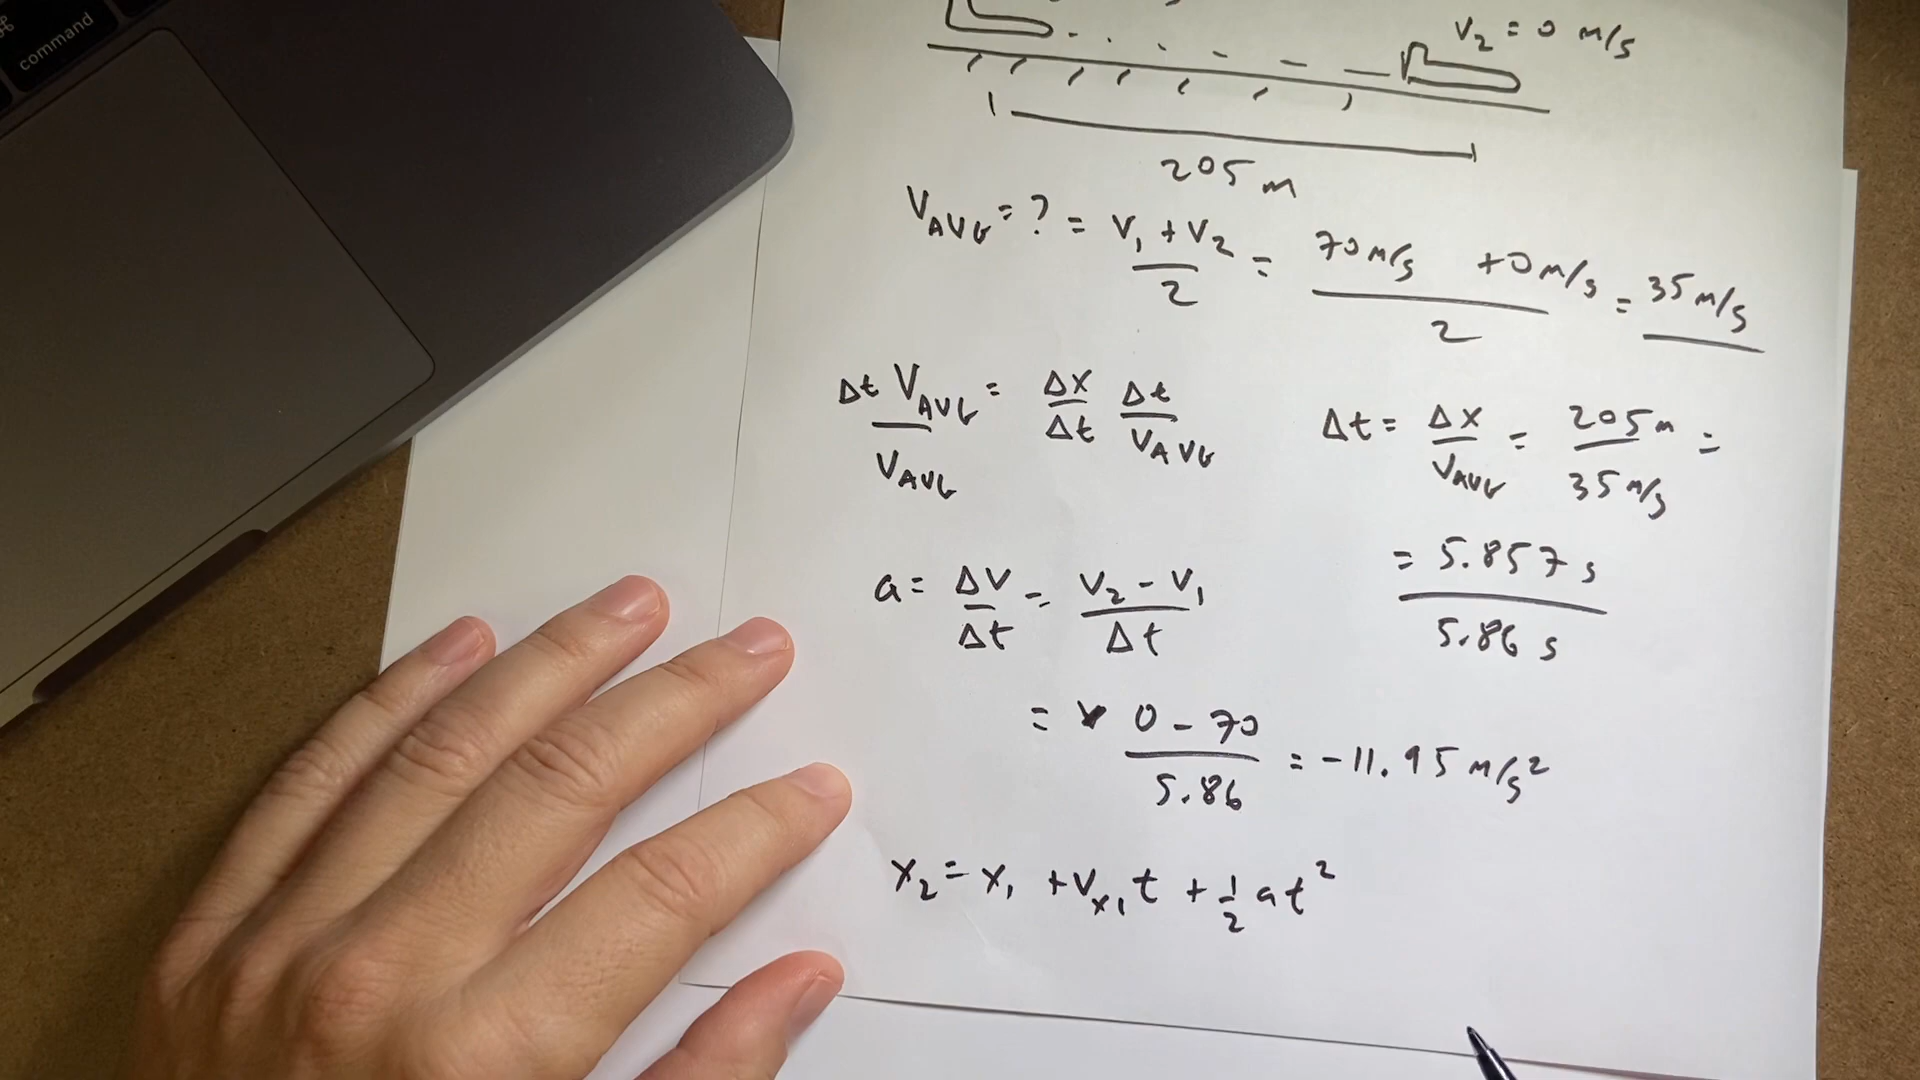 ⌘
command
V₂ = 0 m/s
205 m
V_AVG = ? = (V₁ + V₂)/2 = (70 m/s + 0 m/s)/2 = 35 m/s
Δt V_AVG / V_AVG = Δx/Δt Δt/V_AVG
Δt = Δx/V_AVG = 205 m / 35 m/s =
= 5.857 s
5.86 s
a = ΔV/Δt = (V₂ - V₁)/Δt
= (0 - 70)/5.86 = -11.95 m/s²
x₂ = x₁ + V_x₁ t + 1/2 a t²